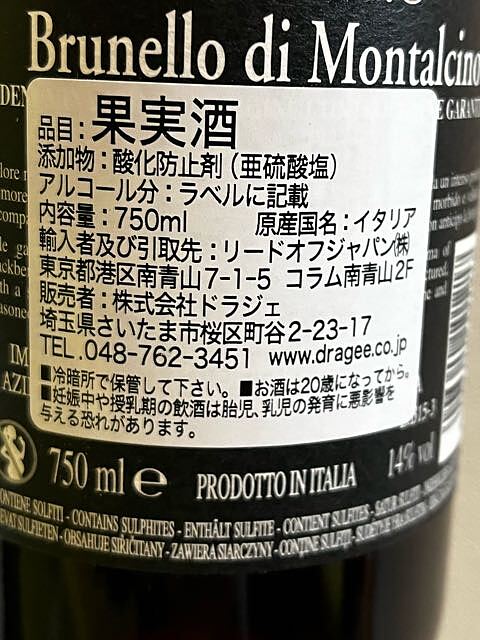 Brunello di Montalcino
品目：果実酒
添加物：酸化防止剤（亜硫酸塩）
アルコール分：ラベルに記載
内容量：750ml 原産国名：イタリア
輸入者及び引取先：リードオフジャパン㈱
東京都港区南青山7-1-5 コラム南青山2F
販売者：株式会社ドラジェ
埼玉県さいたま市桜区町谷2-23-17
TEL.048-762-3451 www.dragee.co.jp
■冷暗所で保管して下さい。■お酒は20歳になってから。
■妊娠中や授乳期の飲酒は胎児、乳児の発育に悪影響を
与える恐れがあります。
750 ml e PRODOTTO IN ITALIA 14% vol
CONTIENE SOLFITI - CONTAINS SULPHITES - ENTHÄLT SULFITE - CONTIENT SULFITES
SULFIETEN - OBSAHUJE SIŘIČITANY - ZAWIERA SIARCZYNY